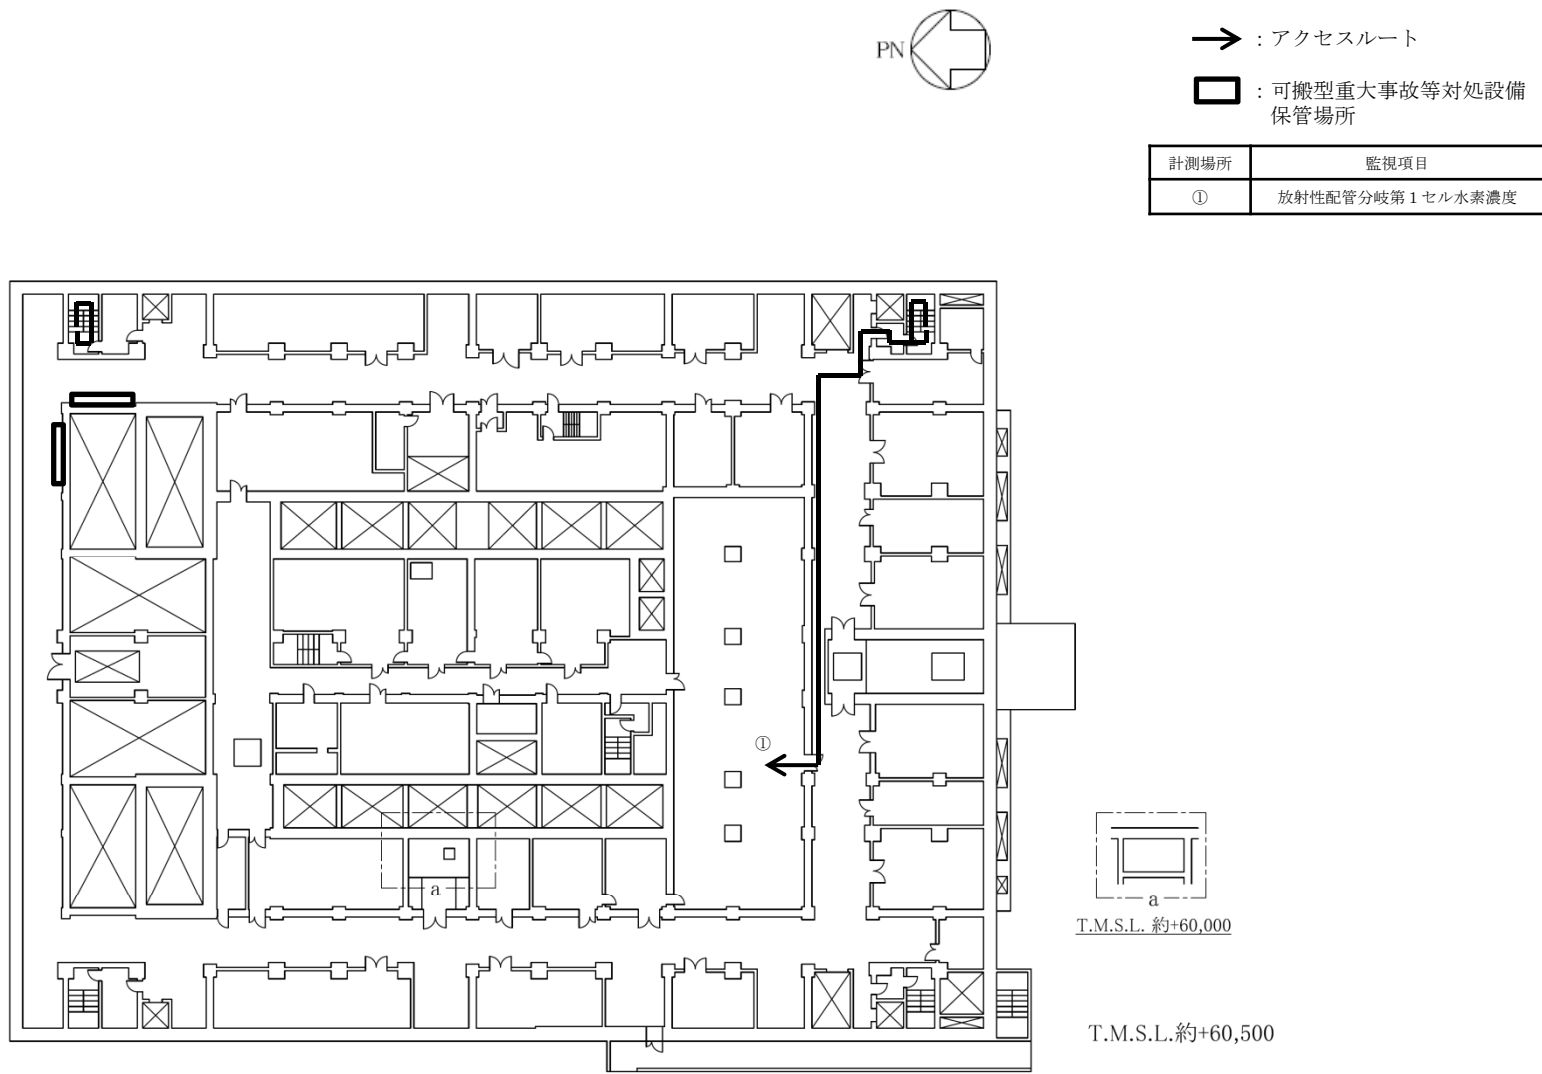 PN
: アクセスルート
: 可搬型重大事故等対処設備
保管場所
計測場所 監視項目
① 放射性配管分岐第１セル水素濃度
①
a
a
T.M.S.L. 約+60,000
T.M.S.L.約+60,500